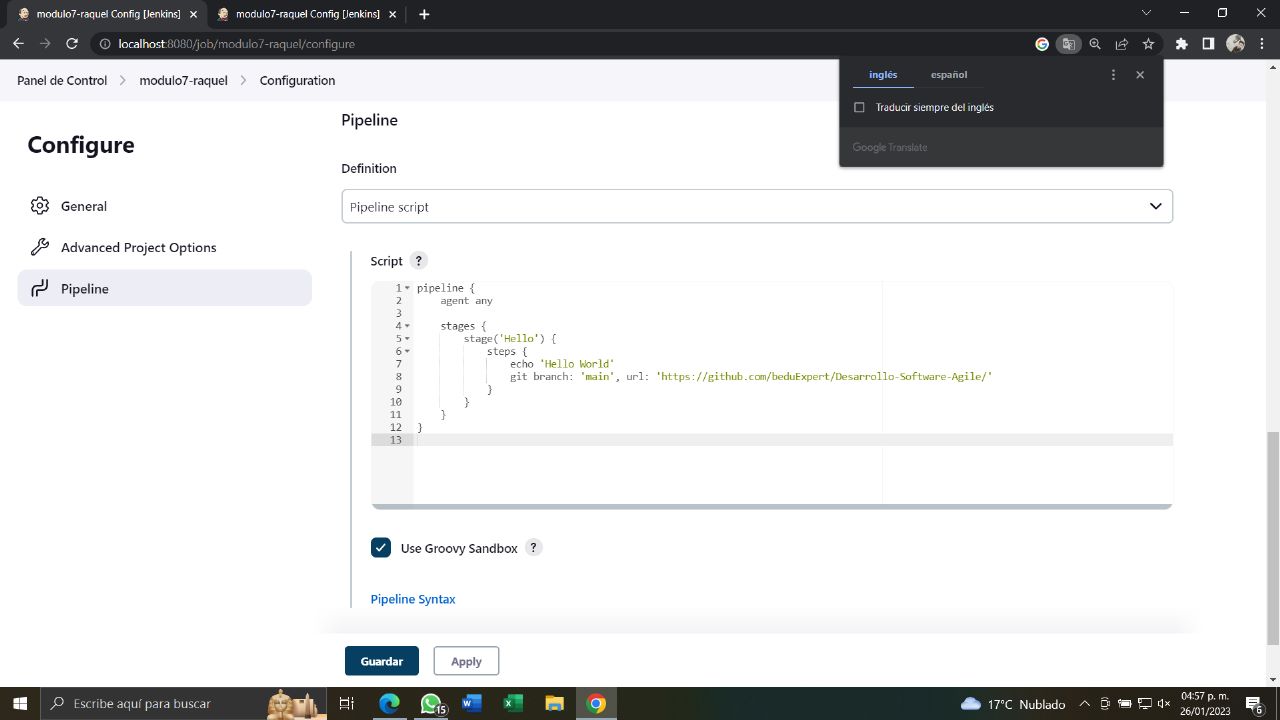 modulo7-raquel Config [Jenkins]
modulo7-raquel Config [Jenkins]
localhost:8080/job/modulo7-raquel/configure
Panel de Control
modulo7-raquel
Configuration
inglés
español
Traducir siempre del inglés
Google Translate
Configure
General
Advanced Project Options
Pipeline
Pipeline
Definition
Pipeline script
Script ?
1 pipeline {
2 agent any
3
4 stages {
5 stage('Hello') {
6 steps {
7 echo 'Hello World'
8 git branch: 'main', url: 'https://github.com/beduExpert/Desarrollo-Software-Agile/'
9 }
10 }
11 }
12 }
13
Use Groovy Sandbox ?
Pipeline Syntax
Guardar
Apply
Escribe aquí para buscar
15
17°C Nublado
04:57 p. m.
26/01/2023
6